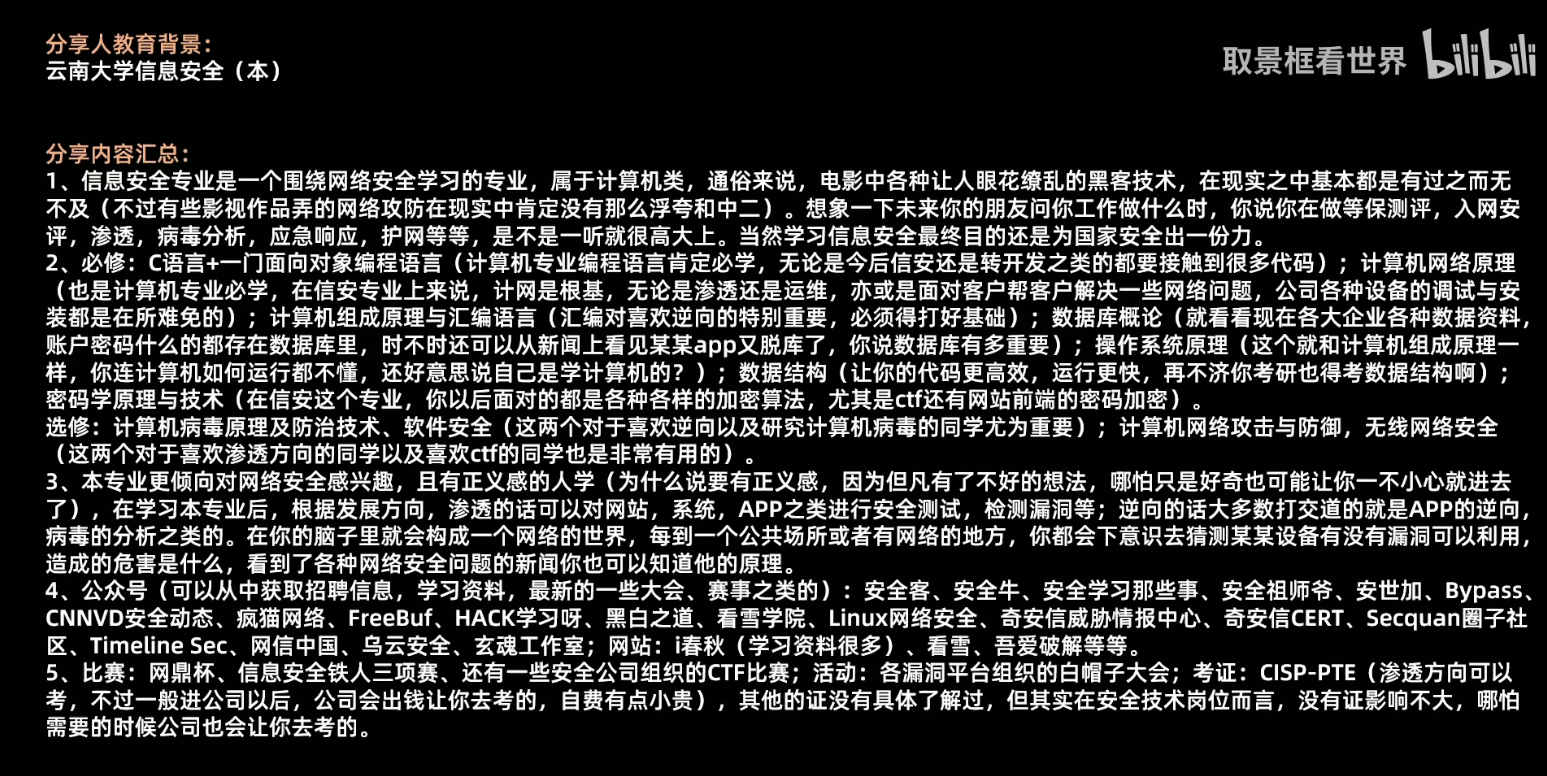 分享人教育背景：
云南大学信息安全（本）
取景框看世界 bilibili
分享内容汇总：
1、信息安全专业是一个围绕网络安全学习的专业，属于计算机类，通俗来说，电影中各种让人眼花缭乱的黑客技术，在现实之中基本都是有过之而无
不及（不过有些影视作品弄的网络攻防在现实中肯定没有那么浮夸和中二）。想象一下未来你的朋友问你工作做什么时，你说你在做等保测评，入网安
评，渗透，病毒分析，应急响应，护网等等，是不是一听就很高大上。当然学习信息安全最终目的还是为国家安全出一份力。
2、必修：C语言+一门面向对象编程语言（计算机专业编程语言肯定必学，无论是今后信安还是转开发之类的都要接触到很多代码）；计算机网络原理
（也是计算机专业必学，在信安专业上来说，计网是根基，无论是渗透还是运维，亦或是面对客户帮客户解决一些网络问题，公司各种设备的调试与安
装都是在所难免的）；计算机组成原理与汇编语言（汇编对喜欢逆向的特别重要，必须得打好基础）；数据库概论（就看看现在各大企业各种数据资料，
账户密码什么的都存在数据库里，时不时还可以从新闻上看见某某app又脱库了，你说数据库有多重要）；操作系统原理（这个就和计算机组成原理一
样，你连计算机如何运行都不懂，还好意思说自己是学计算机的？）；数据结构（让你的代码更高效，运行更快，再不济你考研也得考数据结构啊）；
密码学原理与技术（在信安这个专业，你以后面对的都是各种各样的加密算法，尤其是ctf还有网站前端的密码加密）。
选修：计算机病毒原理及防治技术、软件安全（这两个对于喜欢逆向以及研究计算机病毒的同学尤为重要）；计算机网络攻击与防御，无线网络安全
（这两个对于喜欢渗透方向的同学以及喜欢ctf的同学也是非常有用的）。
3、本专业更倾向对网络安全感兴趣，且有正义感的人学（为什么说要有正义感，因为但凡有了不好的想法，哪怕只是好奇也可能让你一不小心就进去
了），在学习本专业后，根据发展方向，渗透的话可以对网站，系统，APP之类进行安全测试，检测漏洞等；逆向的话大多数打交道的就是APP的逆向，
病毒的分析之类的。在你的脑子里就会构成一个网络的世界，每到一个公共场所或者有网络的地方，你都会下意识去猜测某某设备有没有漏洞可以利用，
造成的危害是什么，看到了各种网络安全问题的新闻你也可以知道他的原理。
4、公众号（可以从中获取招聘信息，学习资料，最新的一些大会、赛事之类的）：安全客、安全牛、安全学习那些事、安全祖师爷、安世加、Bypass、
CNNVD安全动态、疯猫网络、FreeBuf、HACK学习呀、黑白之道、看雪学院、Linux网络安全、奇安信威胁情报中心、奇安信CERT、Secquan圈子社
区、Timeline Sec、网信中国、乌云安全、玄魂工作室；网站：i春秋（学习资料很多）、看雪、吾爱破解等等。
5、比赛：网鼎杯、信息安全铁人三项赛、还有一些安全公司组织的CTF比赛；活动：各漏洞平台组织的白帽子大会；考证：CISP-PTE（渗透方向可以
考，不过一般进公司以后，公司会出钱让你去考的，自费有点小贵），其他的证没有具体了解过，但其实在安全技术岗位而言，没有证影响不大，哪怕
需要的时候公司也会让你去考的。